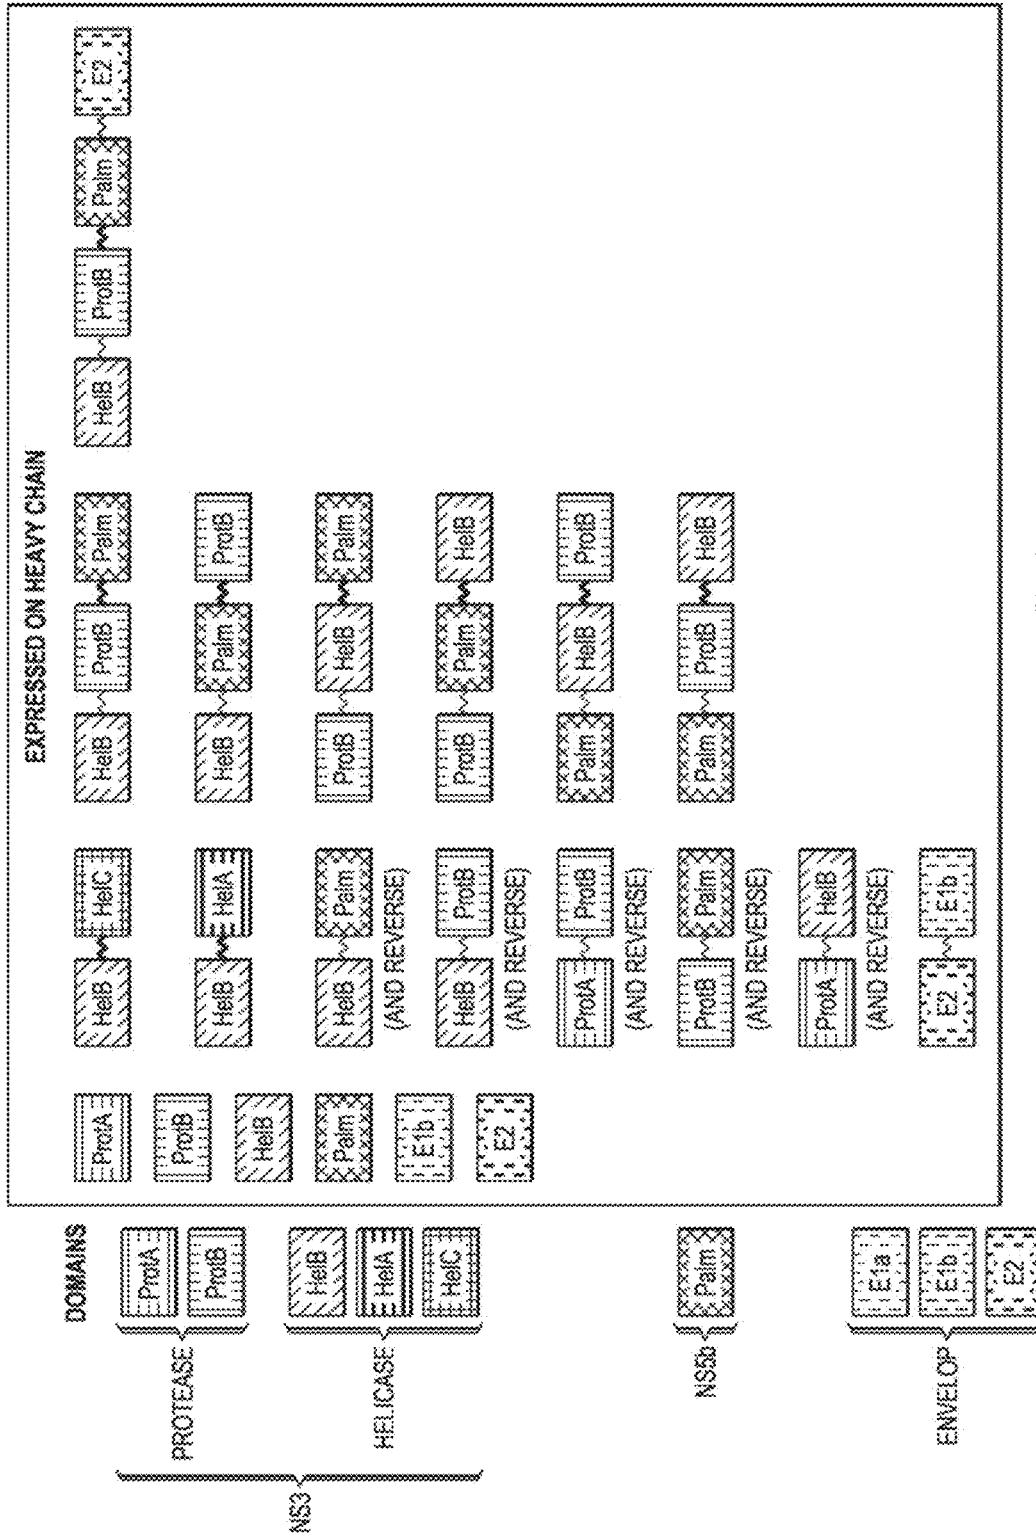 EXPRESSED ON HEAVY CHAIN
DOMAINS
ProtA HelB HelC HelB ProtB Palm HelB ProtB Palm E2
ProtA
PROTEASE ProtB
ProtB HelB HelA HelB Palm ProtB
HelB
NS3
HelB Palm HelB Palm ProtB HelB Palm
HELICASE HelA (AND REVERSE)
E1b
HelC HelB ProtB ProtB Palm HelB
E2 (AND REVERSE)
ProtA ProtB Palm HelB ProtB
(AND REVERSE)
NS5b Palm ProtB Palm Palm ProtB HelB
(AND REVERSE)
ProtA HelB
(AND REVERSE)
E1a
ENVELOP E1b E2 E1b
E2